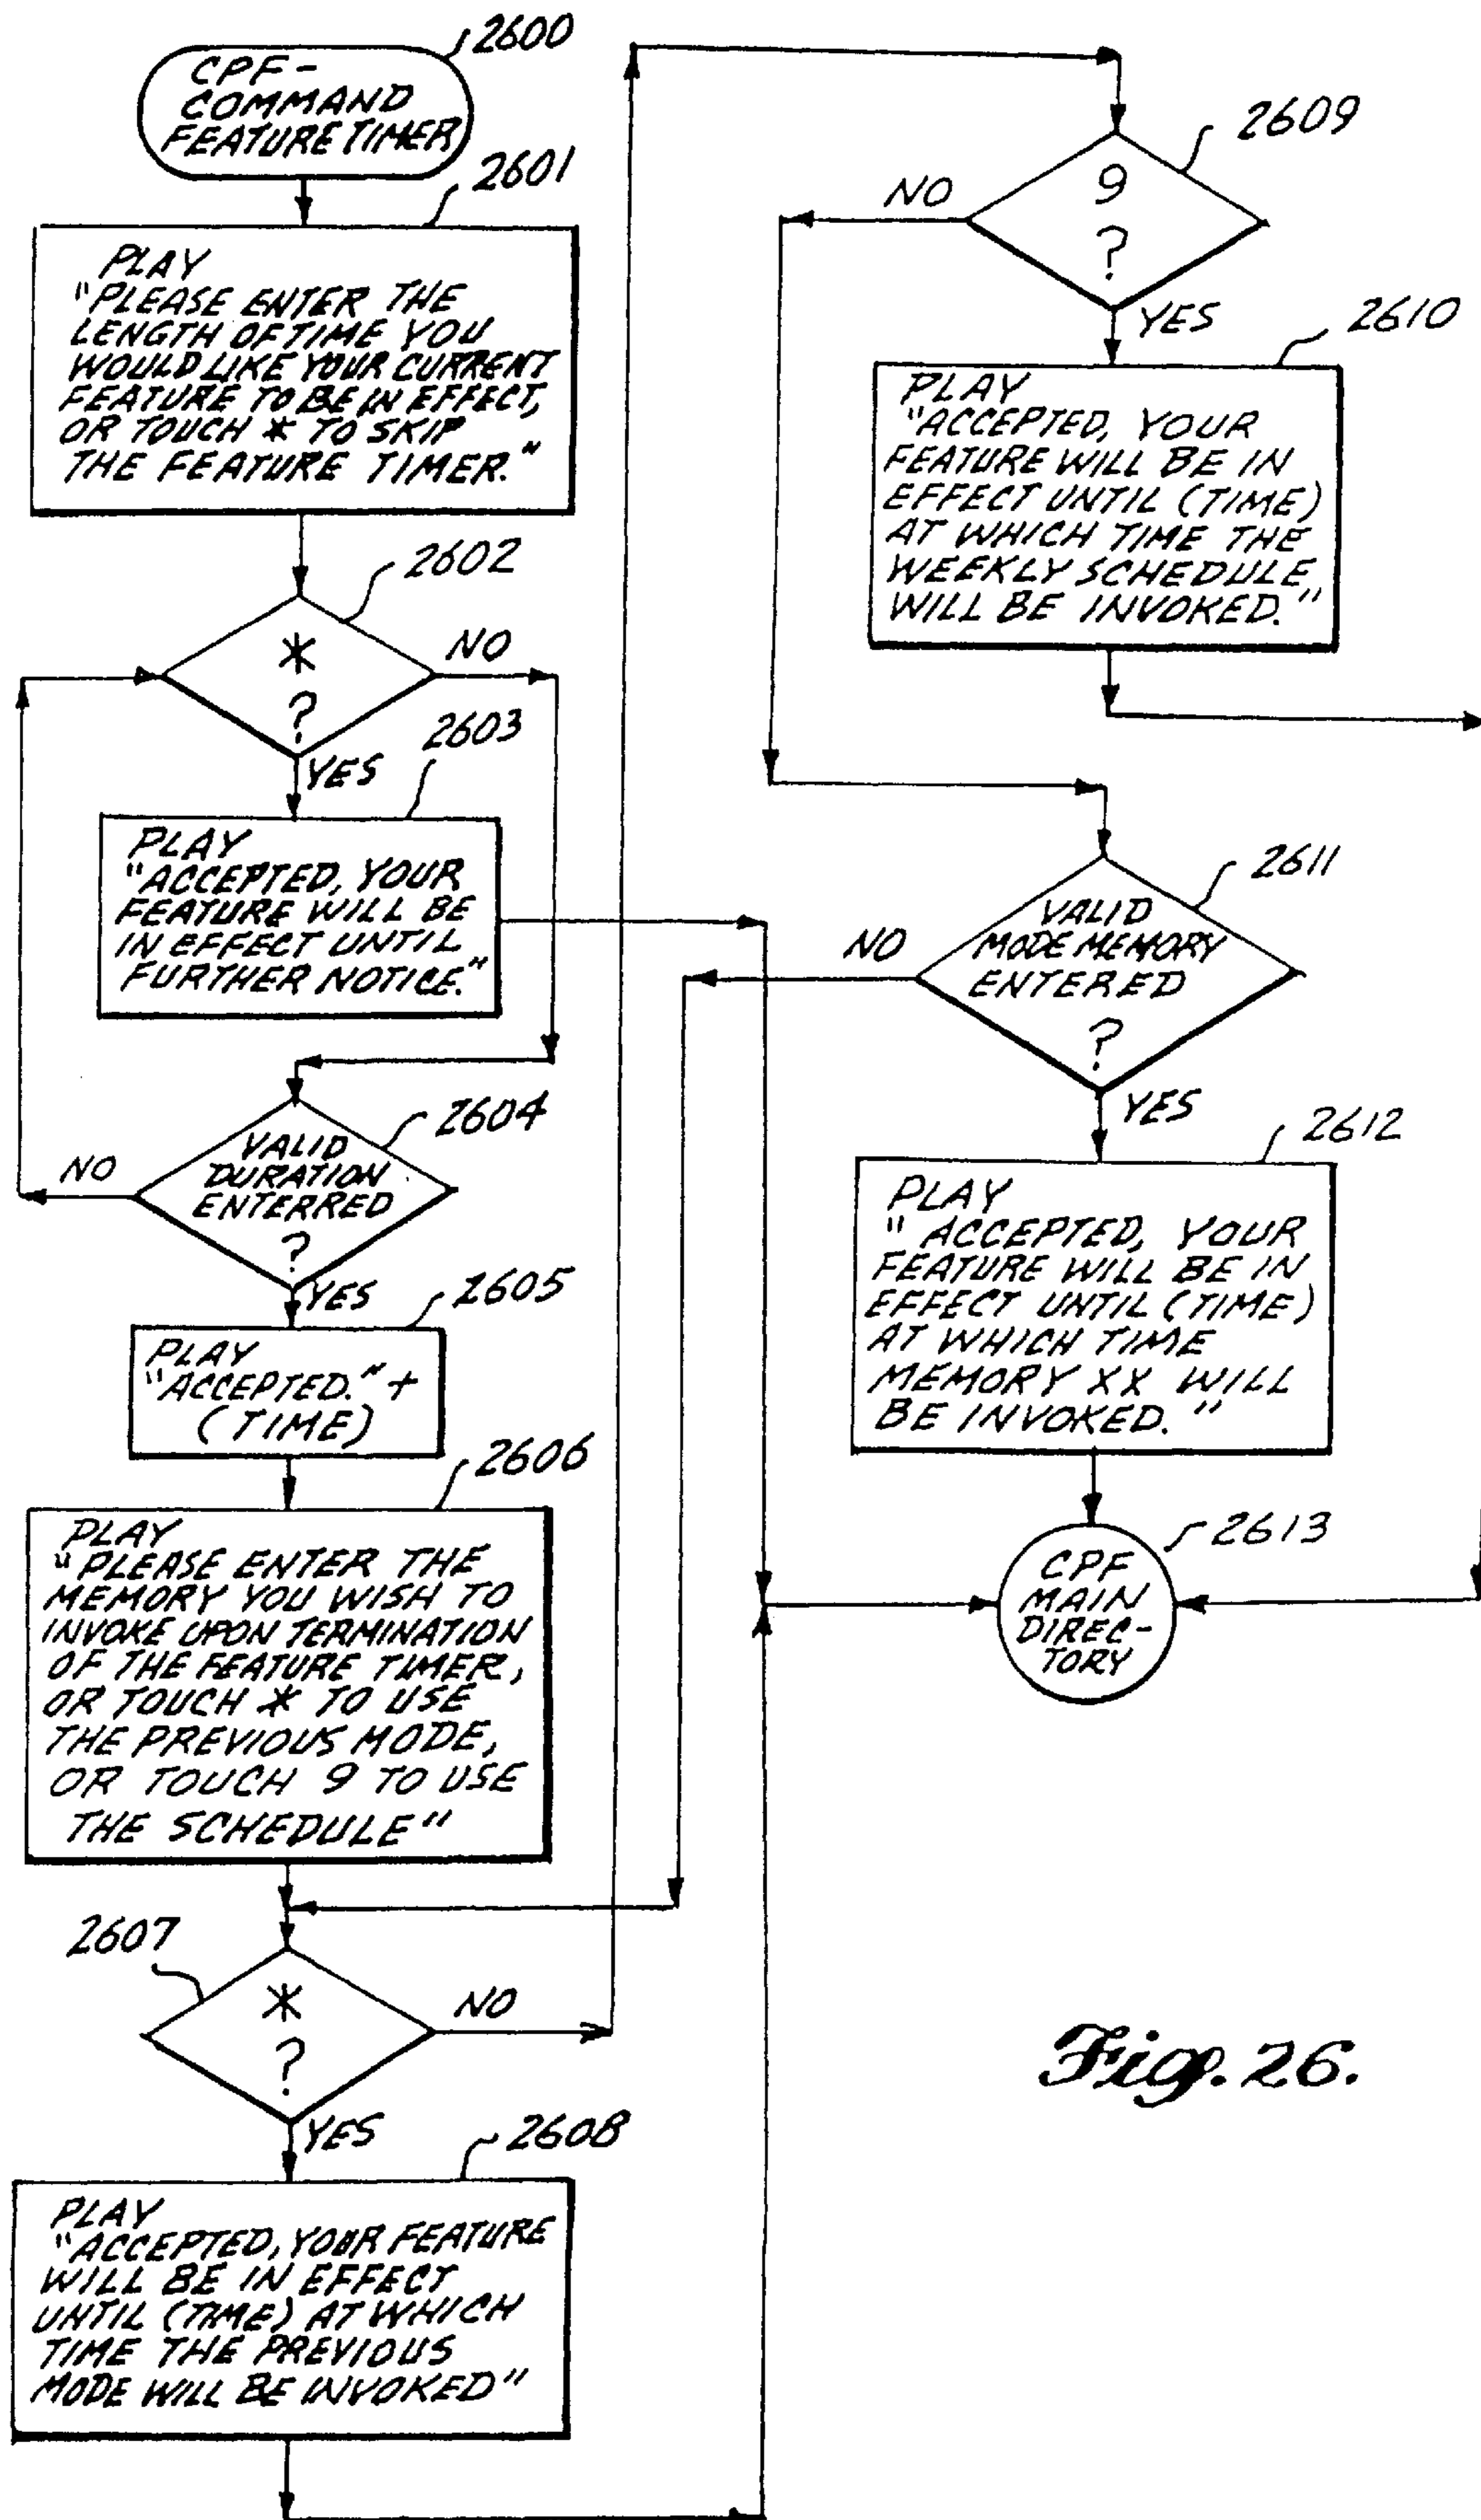 2600
CPF-
COMMAND
FEATURE TIMER
2601
PLAY
"PLEASE ENTER THE
LENGTH OF TIME YOU
WOULD LIKE YOUR CURRENT
FEATURE TO BE IN EFFECT,
OR TOUCH * TO SKIP
THE FEATURE TIMER."
2602
*
?
NO
YES
2603
PLAY
"ACCEPTED, YOUR
FEATURE WILL BE
IN EFFECT UNTIL
FURTHER NOTICE."
2604
VALID
DURATION
ENTERRED
?
NO
YES
2605
PLAY
"ACCEPTED." +
(TIME)
2606
PLAY
"PLEASE ENTER THE
MEMORY YOU WISH TO
INVOKE UPON TERMINATION
OF THE FEATURE TIMER,
OR TOUCH * TO USE
THE PREVIOUS MODE,
OR TOUCH 9 TO USE
THE SCHEDULE"
2607
*
?
NO
YES
2608
PLAY
"ACCEPTED, YOUR FEATURE
WILL BE IN EFFECT
UNTIL (TIME) AT WHICH
TIME THE PREVIOUS
MODE WILL BE INVOKED"
2609
9
?
NO
YES
2610
PLAY
"ACCEPTED, YOUR
FEATURE WILL BE IN
EFFECT UNTIL (TIME)
AT WHICH TIME THE
WEEKLY SCHEDULE
WILL BE INVOKED."
2611
VALID
MODE MEMORY
ENTERED
?
NO
YES
2612
PLAY
"ACCEPTED, YOUR
FEATURE WILL BE IN
EFFECT UNTIL (TIME)
AT WHICH TIME
MEMORY XX WILL
BE INVOKED."
2613
CPF
MAIN
DIREC-
TORY
Fig. 26.